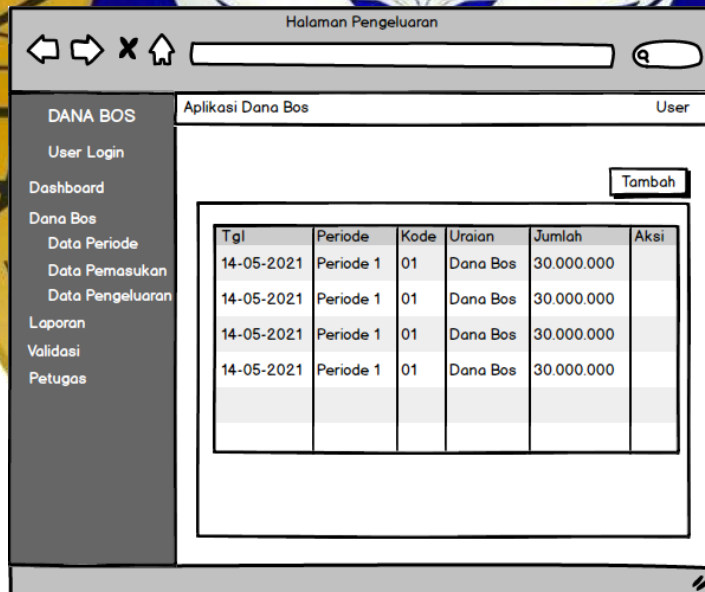 Halaman Pengeluaran
Aplikasi Dana Bos User
DANA BOS
User Login
Dashboard
Dana Bos
Data Periode
Data Pemasukan
Data Pengeluaran
Laporan
Validasi
Petugas
Tambah
Tgl Periode Kode Uraian Jumlah Aksi
14-05-2021 Periode 1 01 Dana Bos 30.000.000
14-05-2021 Periode 1 01 Dana Bos 30.000.000
14-05-2021 Periode 1 01 Dana Bos 30.000.000
14-05-2021 Periode 1 01 Dana Bos 30.000.000